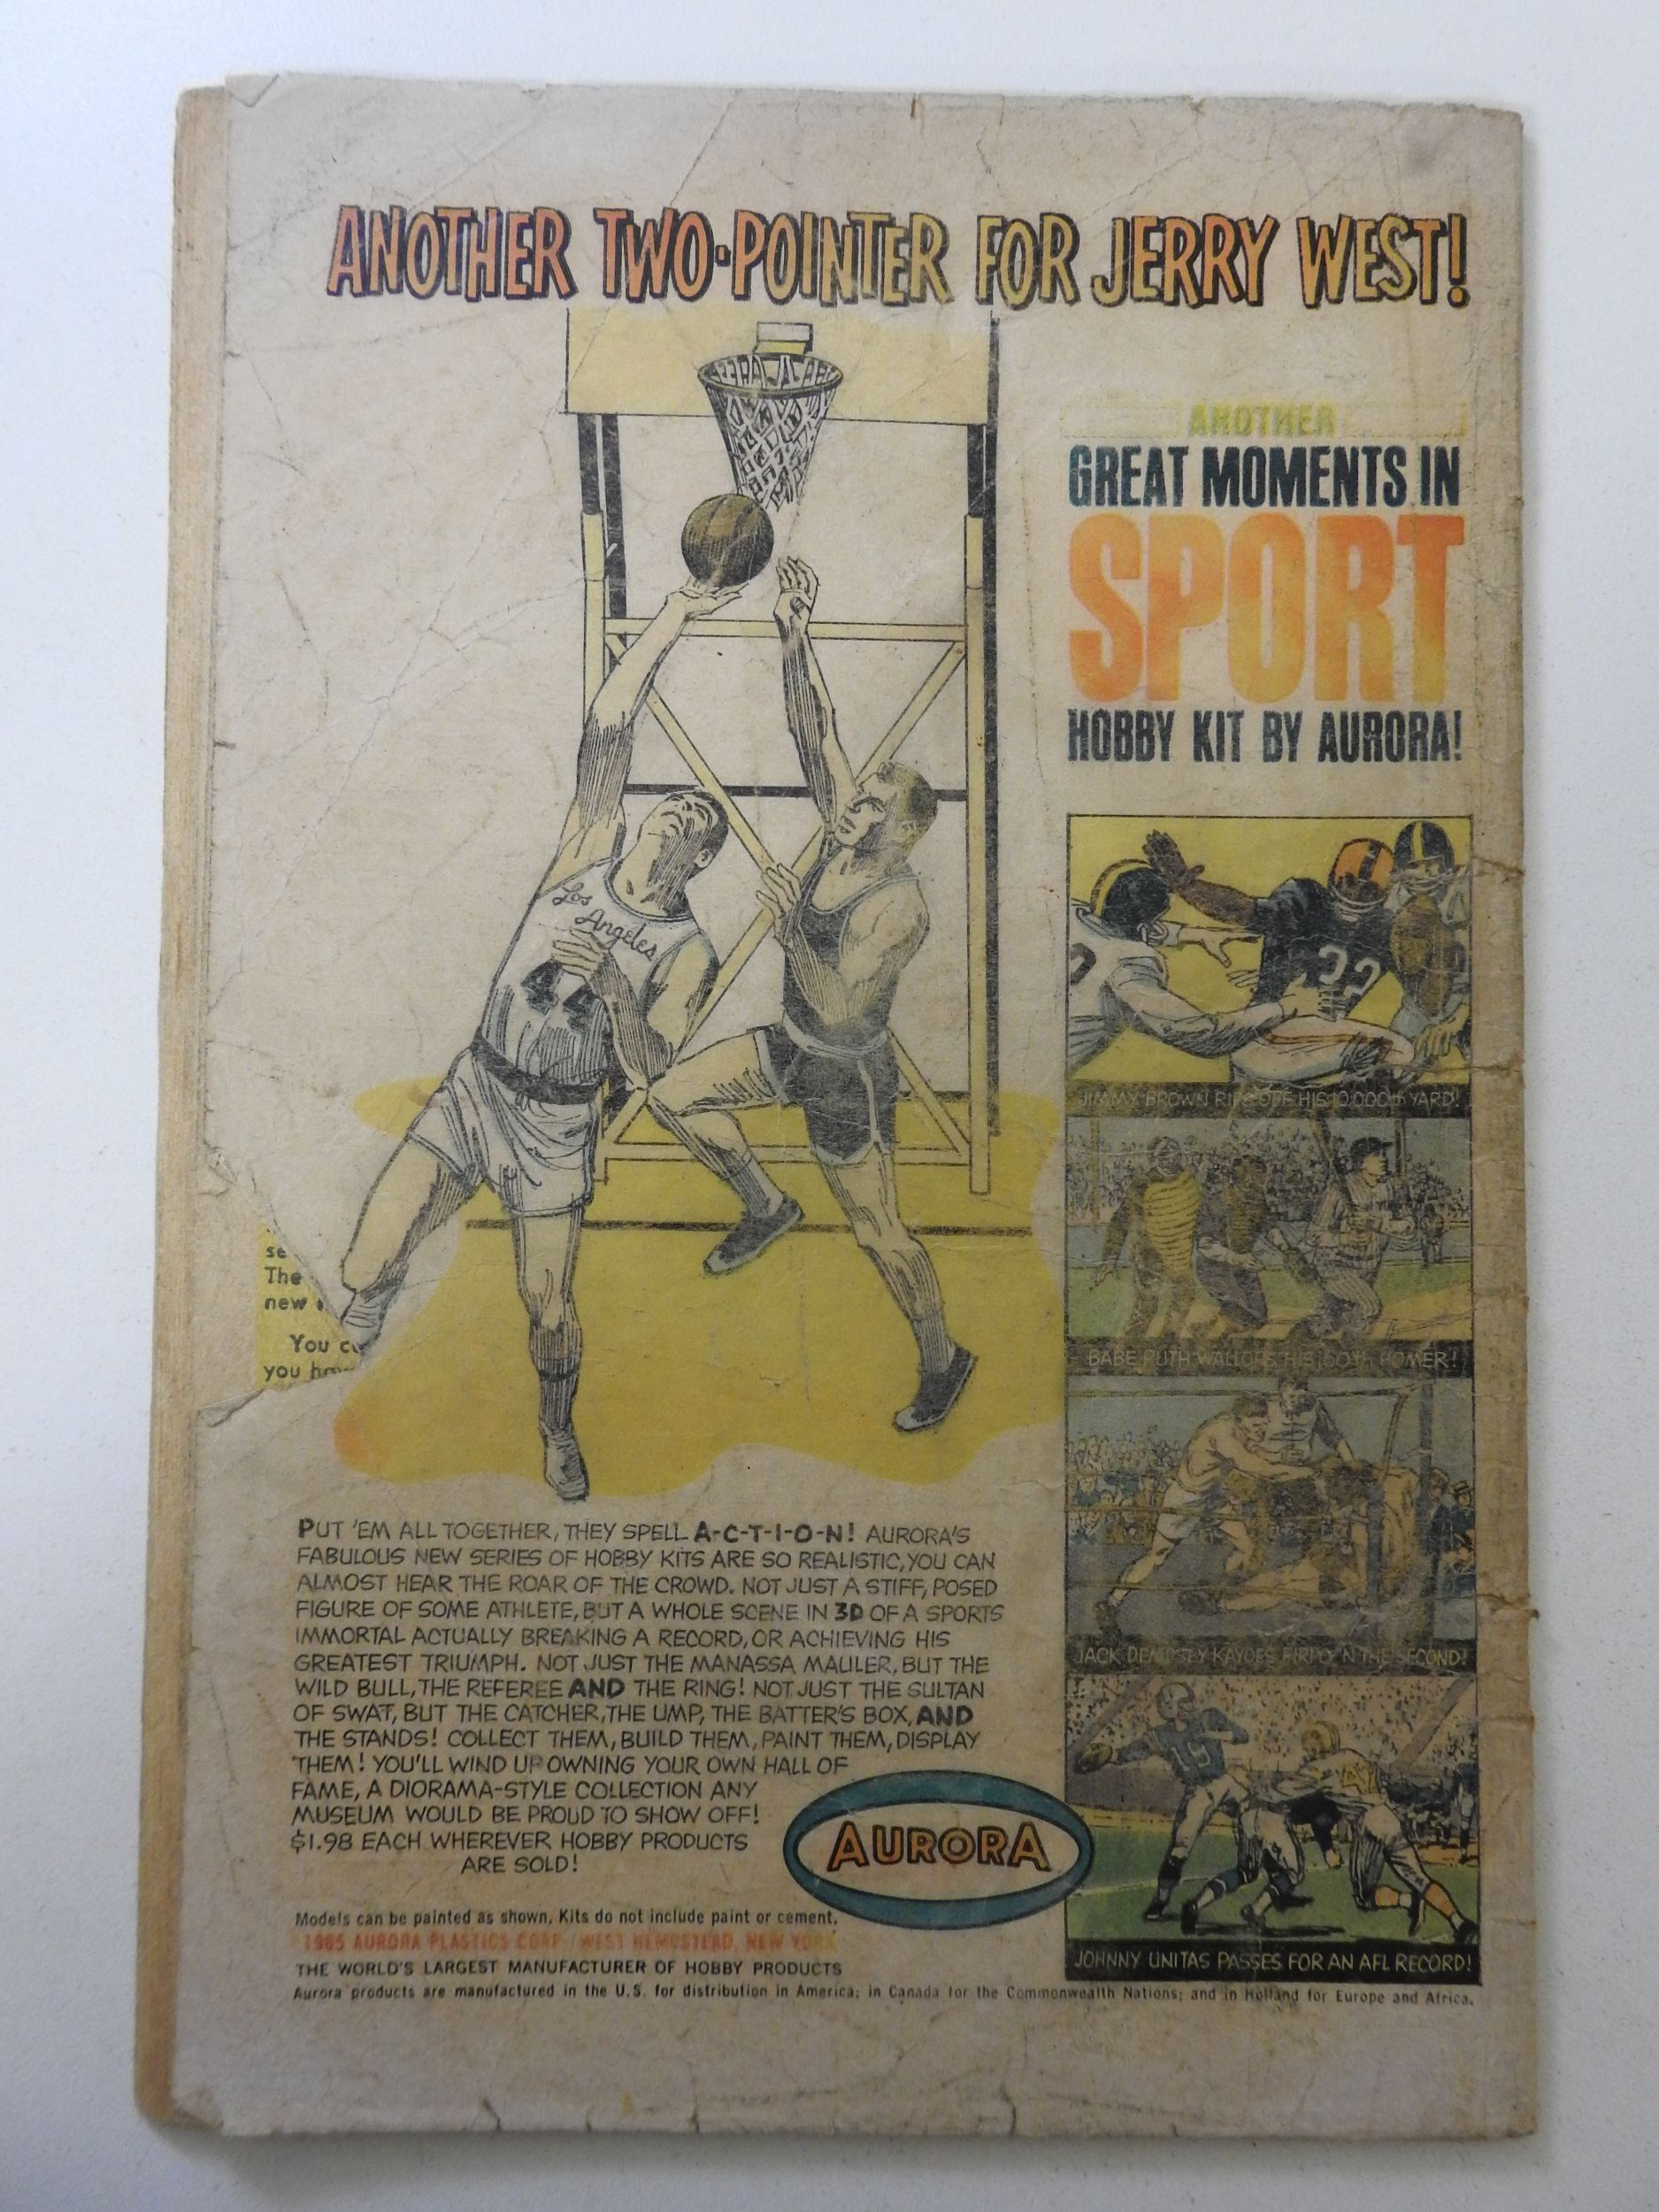 ANOTHER TWO-POINTER FOR JERRY WEST!
ANOTHER
GREAT MOMENTS IN
SPORT
HOBBY KIT BY AURORA!
Los
Angeles
44
32
JIMMY BROWN RIPS OFF HIS 10,000th YARD!
BABE RUTH WALLOPS HIS 60th HOMER!
JACK DEMPSEY KAYOES FIRPO IN THE SECOND!
19
JOHNNY UNITAS PASSES FOR AN AFL RECORD!
se
The
new
You
you
PUT 'EM ALL TOGETHER, THEY SPELL A-C-T-I-O-N! AURORA'S
FABULOUS NEW SERIES OF HOBBY KITS ARE SO REALISTIC, YOU CAN
ALMOST HEAR THE ROAR OF THE CROWD. NOT JUST A STIFF, POSED
FIGURE OF SOME ATHLETE, BUT A WHOLE SCENE IN 3D OF A SPORTS
IMMORTAL ACTUALLY BREAKING A RECORD, OR ACHIEVING HIS
GREATEST TRIUMPH. NOT JUST THE MANASSA MAULER, BUT THE
WILD BULL, THE REFEREE AND THE RING! NOT JUST THE SULTAN
OF SWAT, BUT THE CATCHER, THE UMP, THE BATTER'S BOX, AND
THE STANDS! COLLECT THEM, BUILD THEM, PAINT THEM, DISPLAY
THEM! YOU'LL WIND UP OWNING YOUR OWN HALL OF
FAME, A DIORAMA-STYLE COLLECTION ANY
MUSEUM WOULD BE PROUD TO SHOW OFF!
$1.98 EACH WHEREVER HOBBY PRODUCTS
ARE SOLD!
AURORA
Models can be painted as shown. Kits do not include paint or cement.
1965 AURORA PLASTICS CORP. WEST HEMPSTEAD, NEW YORK
THE WORLD'S LARGEST MANUFACTURER OF HOBBY PRODUCTS
Aurora products are manufactured in the U.S. for distribution in America; in Canada for the Commonwealth Nations; and in Holland for Europe and Africa.